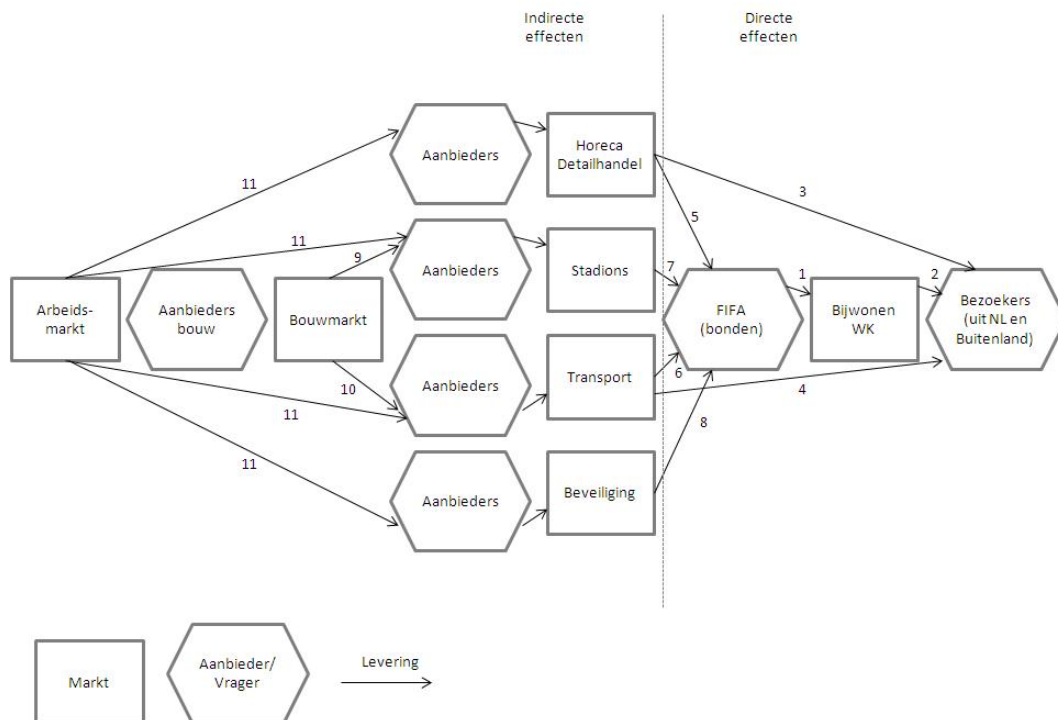 Indirecte
effecten
Directe
effecten
Aanbieders
Horeca
Detailhandel
11
3
5
11
9
Aanbieders
Stadions
7
1
2
Arbeids-
markt
Aanbieders
bouw
Bouwmarkt
FIFA
(bonden)
Bijwonen
WK
Bezoekers
(uit NL en
Buitenland)
10
Aanbieders
Transport
6
4
11
8
11
Aanbieders
Beveiliging
Markt
Aanbieder/
Vrager
Levering